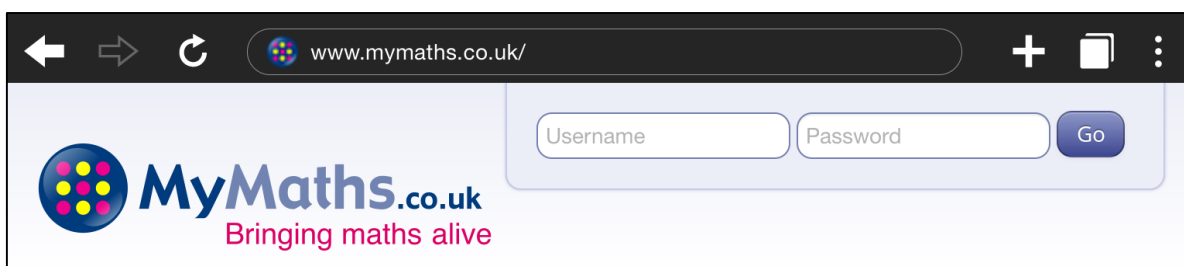 www.mymaths.co.uk/
Username Password Go
MyMaths.co.uk
Bringing maths alive